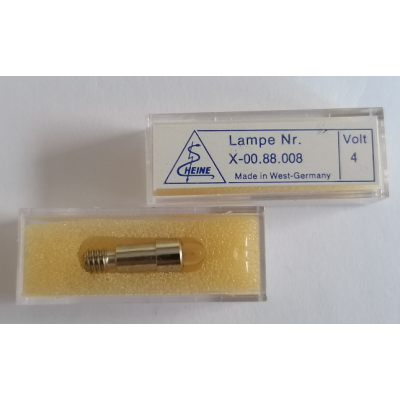 HEINE
Lampe Nr.
X-00.88.008
Made in West-Germany
Volt
4